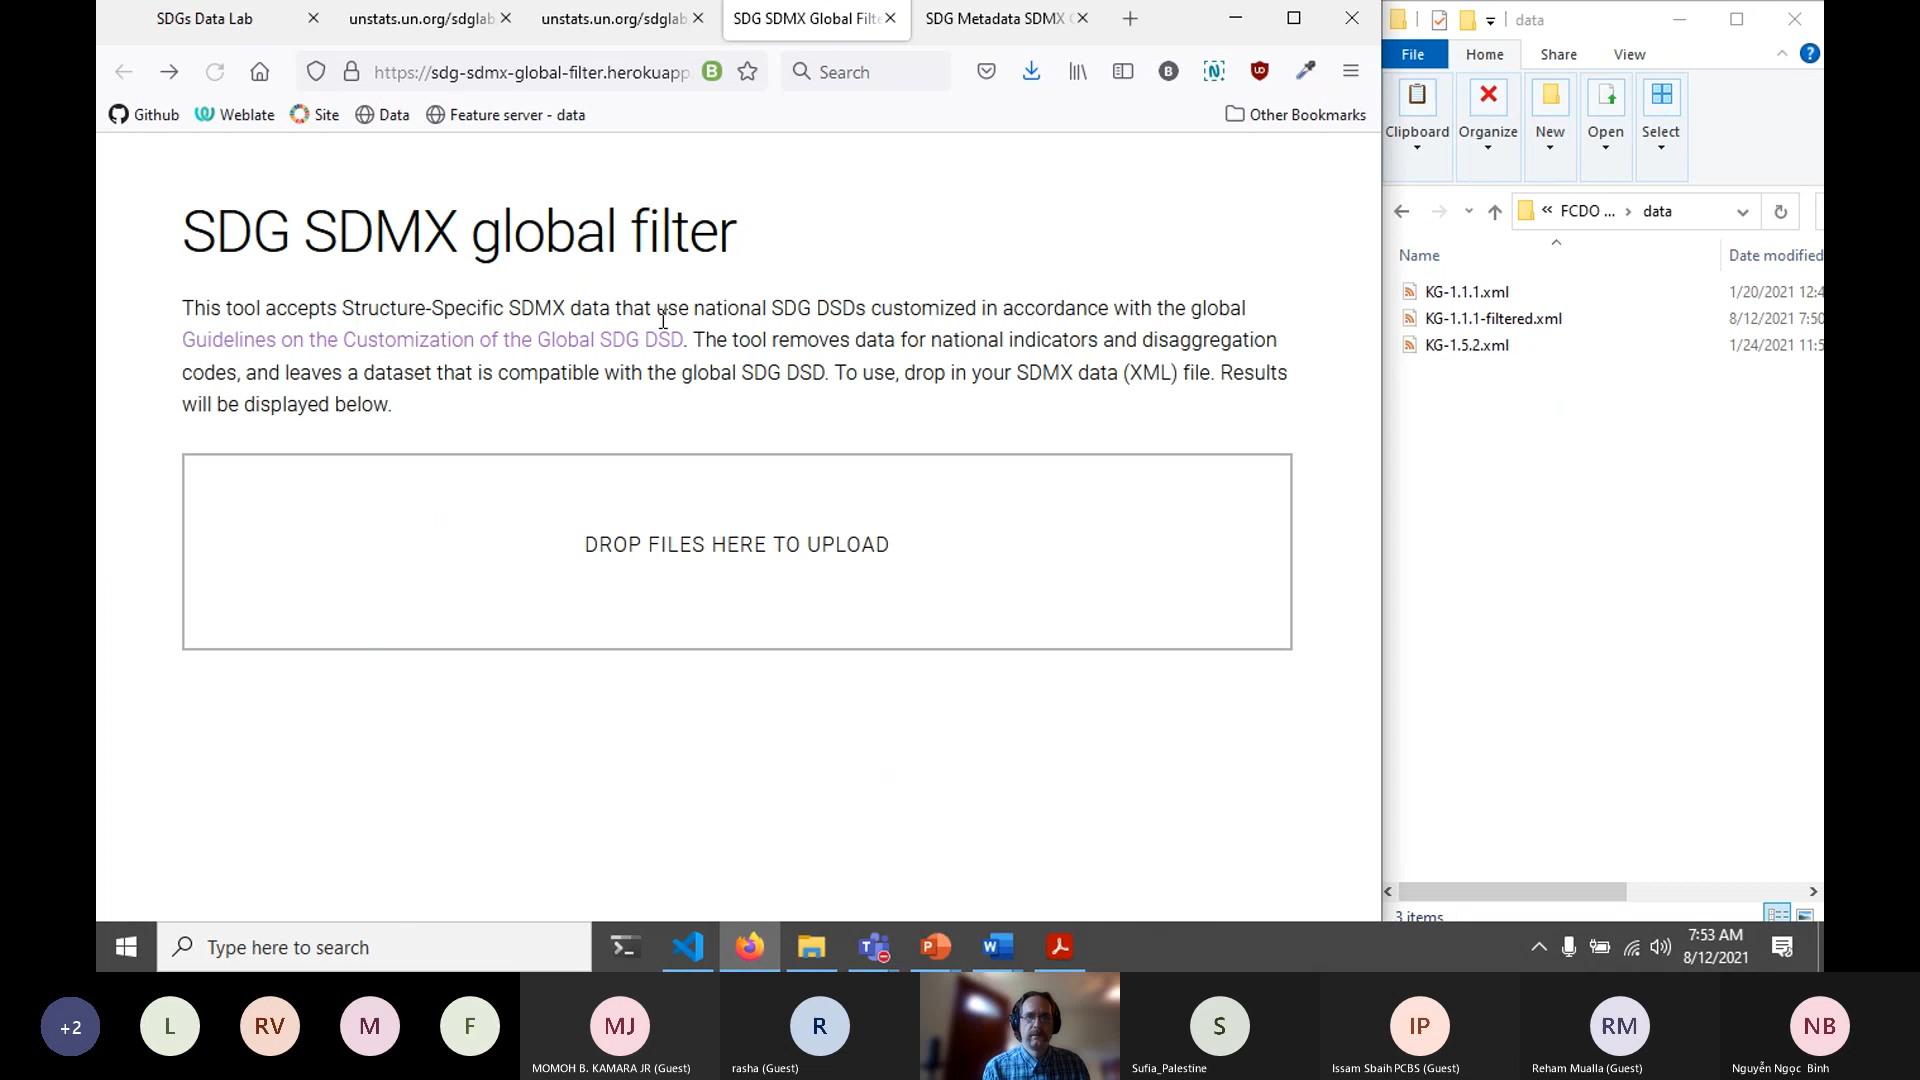 SDGs Data Lab
unstats.un.org/sdglab
unstats.un.org/sdglab
SDG SDMX Global Filte
SDG Metadata SDMX
data
File
Home
Share
View
https://sdg-sdmx-global-filter.herokuapp
Search
Github
Weblate
Site
Data
Feature server - data
Other Bookmarks
Clipboard
Organize
New
Open
Select
« FCDO ... › data
Name
Date modified
KG-1.1.1.xml
1/20/2021 12:4
KG-1.1.1-filtered.xml
8/12/2021 7:50
KG-1.5.2.xml
1/24/2021 11:5
SDG SDMX global filter
This tool accepts Structure-Specific SDMX data that use national SDG DSDs customized in accordance with the global
Guidelines on the Customization of the Global SDG DSD. The tool removes data for national indicators and disaggregation
codes, and leaves a dataset that is compatible with the global SDG DSD. To use, drop in your SDMX data (XML) file. Results
will be displayed below.
DROP FILES HERE TO UPLOAD
3 items
Type here to search
7:53 AM
8/12/2021
+2
L
RV
M
F
MJ
R
S
IP
RM
NB
MOMOH B. KAMARA JR (Guest)
rasha (Guest)
Sufia_Palestine
Issam Sbaih PCBS (Guest)
Reham Mualla (Guest)
Nguyễn Ngọc Bình